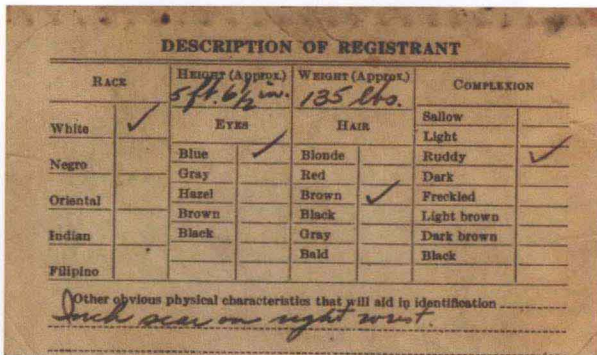 DESCRIPTION OF REGISTRANT
RACE
HEIGHT (Approx.) WEIGHT (Approx.) COMPLEXION
5 ft. 6 1/2 in. 135 lbs.
Sallow
White ✓ EYES HAIR Light
Blue ✓ Blonde Ruddy ✓
Negro Gray Red Dark
Oriental Hazel Brown ✓ Freckled
Brown Black Light brown
Indian Black Gray Dark brown
Bald Black
Filipino
Other obvious physical characteristics that will aid in identification
Inch scar on right wrist.